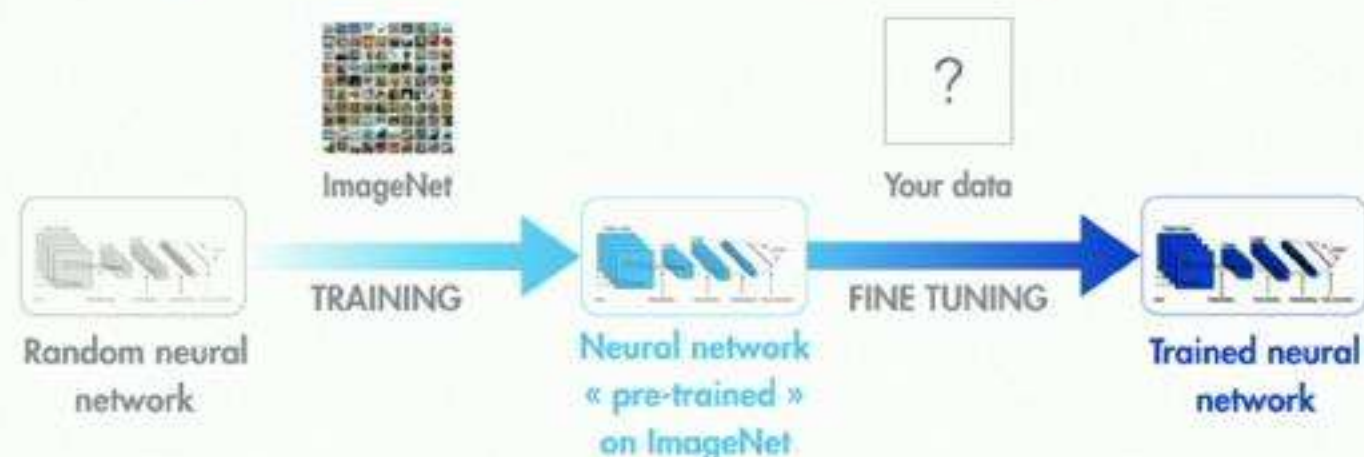 ImageNet
?
Your data
TRAINING
FINE TUNING
Random neural
network
Neural network
« pre-trained »
on ImageNet
Trained neural
network